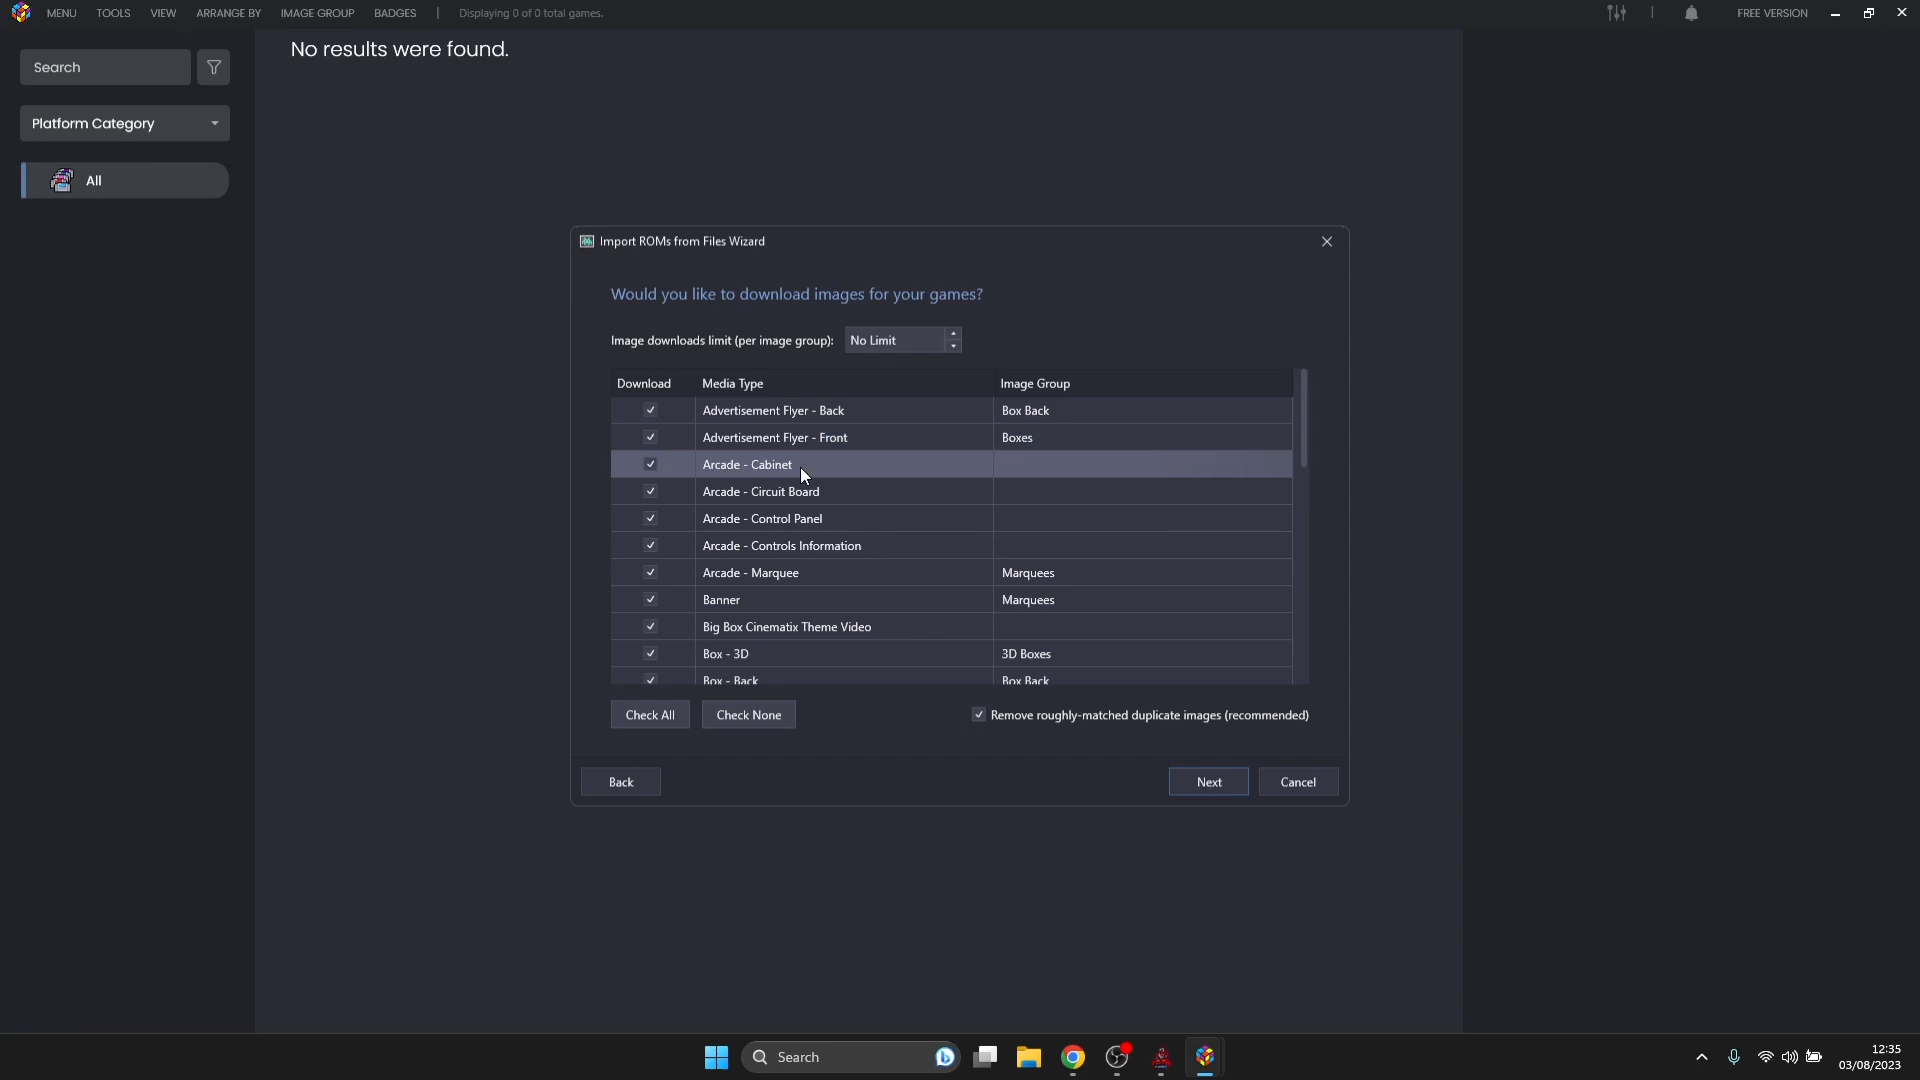 MENU TOOLS VIEW ARRANGE BY IMAGE GROUP BADGES | Displaying 0 of 0 total games. | FREE VERSION
Search
No results were found.
Platform Category
All
Import ROMs from Files Wizard
Would you like to download images for your games?
Image downloads limit (per image group): No Limit
Download Media Type Image Group
Advertisement Flyer - Back Box Back
Advertisement Flyer - Front Boxes
Arcade - Cabinet
Arcade - Circuit Board
Arcade - Control Panel
Arcade - Controls Information
Arcade - Marquee Marquees
Banner Marquees
Big Box Cinematix Theme Video
Box - 3D 3D Boxes
Box - Back Box Back
Check All Check None Remove roughly-matched duplicate images (recommended)
Back Next Cancel
Search 12:35
03/08/2023